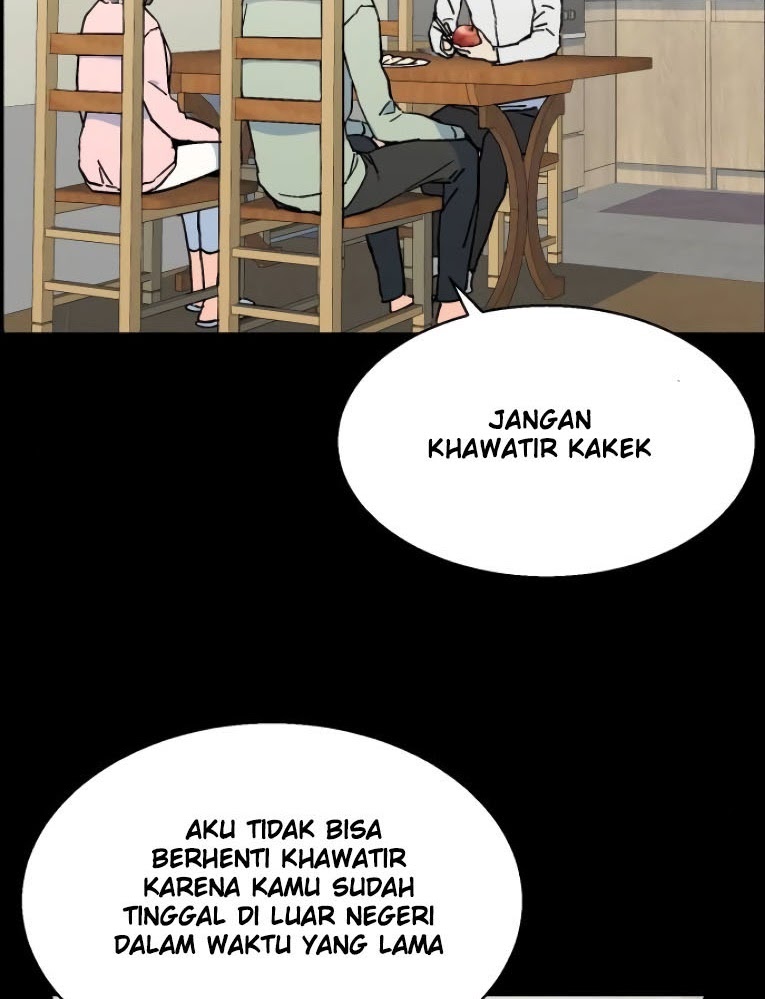 JANGAN
KHAWATIR KAKEK
AKU TIDAK BISA
BERHENTI KHAWATIR
KARENA KAMU SUDAH
TINGGAL DI LUAR NEGERI
DALAM WAKTU YANG LAMA